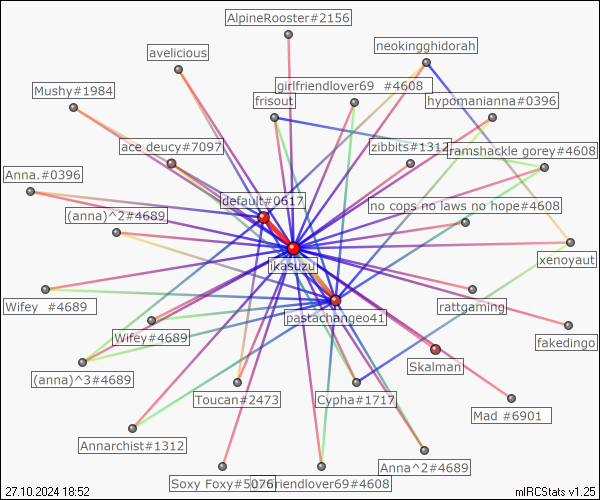 AlpineRooster#2156
neokingghidorah
avelicious
girlfriendlover69 #4608
Mushy#1984
frisout
hypomanianna#0396
ace deucy#7097
zibbits#1312
ramshackle gorey#4608
Anna.#0396
default#0617
no cops no laws no hope#4608
(anna)^2#4689
ikasuzu
xenoyaut
Wifey #4689
rattgaming
pastachangeo41
Wifey#4689
fakedingo
Skalman
(anna)^3#4689
Toucan#2473
Cypha#1717
Mad #6901
Annarchist#1312
Anna^2#4689
Soxy Foxy#5076
friendlover69#4608
27.10.2024 18:52
mIRCStats v1.25